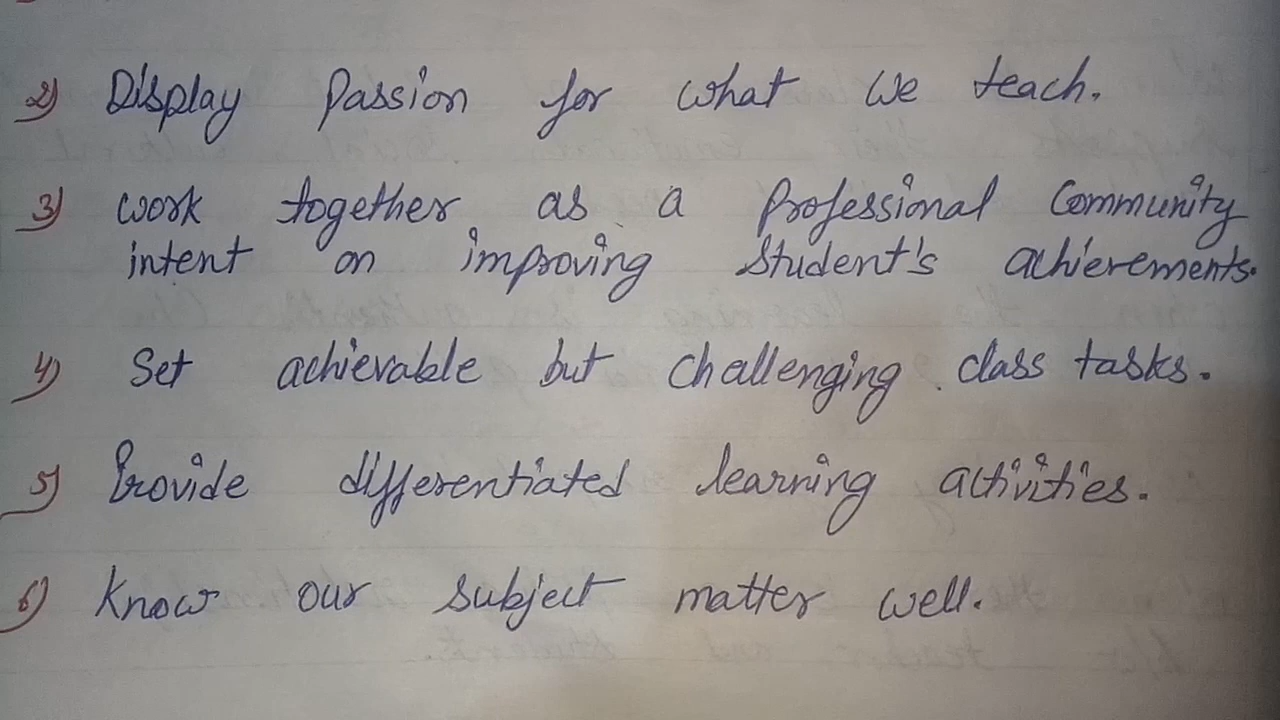 2) Display Passion for what we teach.
3) work together as a Professional Community
intent on improving student's achievements.
4) Set achievable but challenging class tasks.
5) Provide differentiated learning activities.
6) Know our subject matter well.